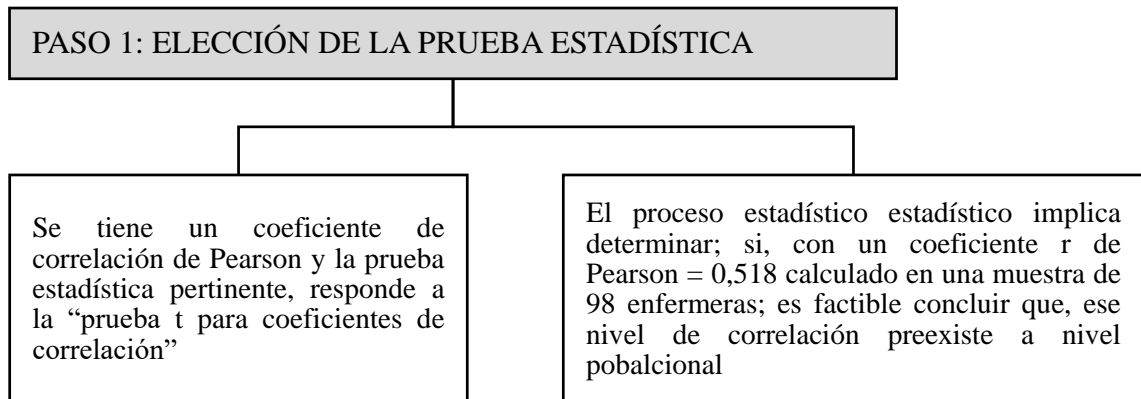 PASO 1: ELECCIÓN DE LA PRUEBA ESTADÍSTICA
Se tiene un coeficiente de
correlación de Pearson y la prueba
estadística pertinente, responde a
la “prueba t para coeficientes de
correlación”
El proceso estadístico estadístico implica
determinar; si, con un coeficiente r de
Pearson = 0,518 calculado en una muestra de
98 enfermeras; es factible concluir que, ese
nivel de correlación preexiste a nivel
pobalcional